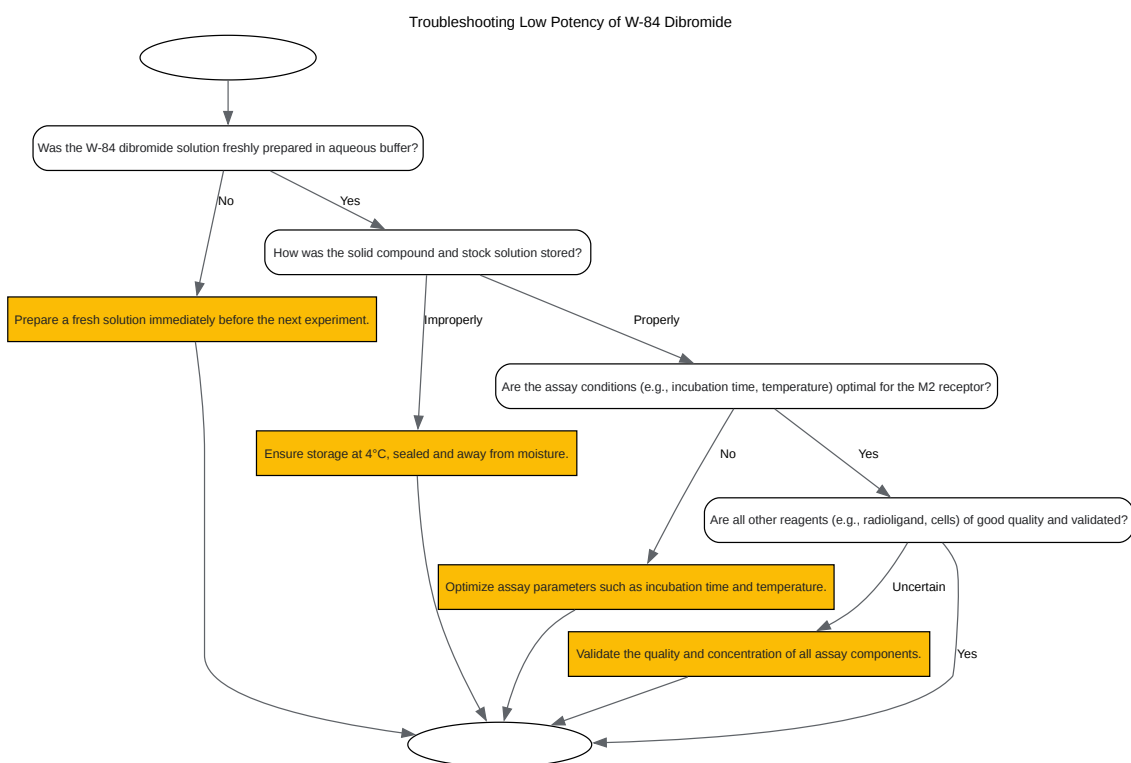 Troubleshooting Low Potency of W-84 Dibromide
Was the W-84 dibromide solution freshly prepared in aqueous buffer?
No
Yes
How was the solid compound and stock solution stored?
Prepare a fresh solution immediately before the next experiment.
Improperly
Properly
Are the assay conditions (e.g., incubation time, temperature) optimal for the M2 receptor?
Ensure storage at 4°C, sealed and away from moisture.
No
Yes
Are all other reagents (e.g., radioligand, cells) of good quality and validated?
Optimize assay parameters such as incubation time and temperature.
Uncertain
Validate the quality and concentration of all assay components.
Yes